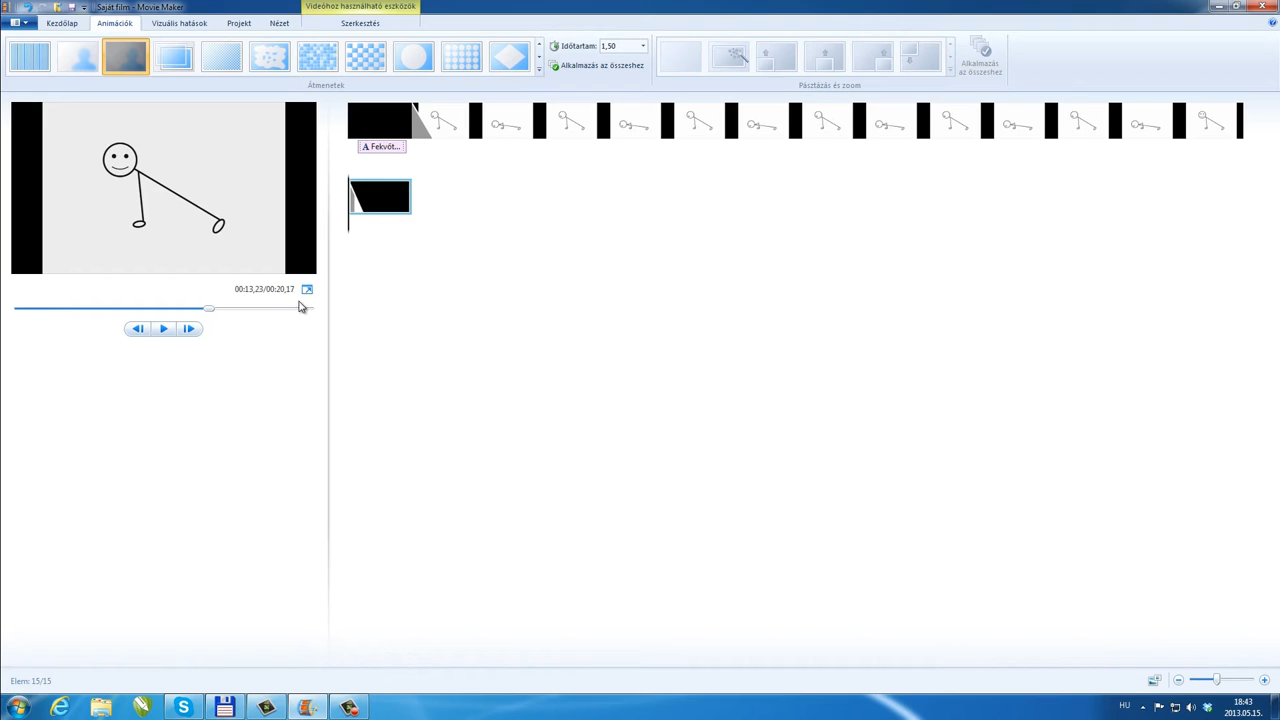 Saját film - Movie Maker
Videóhoz használható eszközök
Kezdőlap
Animációk
Vizuális hatások
Projekt
Nézet
Szerkesztés
Időtartam: 1,50
Alkalmazás az összeshez
Átmenetek
Alkalmazás
az összeshez
Pásztázás és zoom
A Fekvőt...
00:13,23/00:20,17
Elem: 15/15
HU
18:43
2013.05.15.